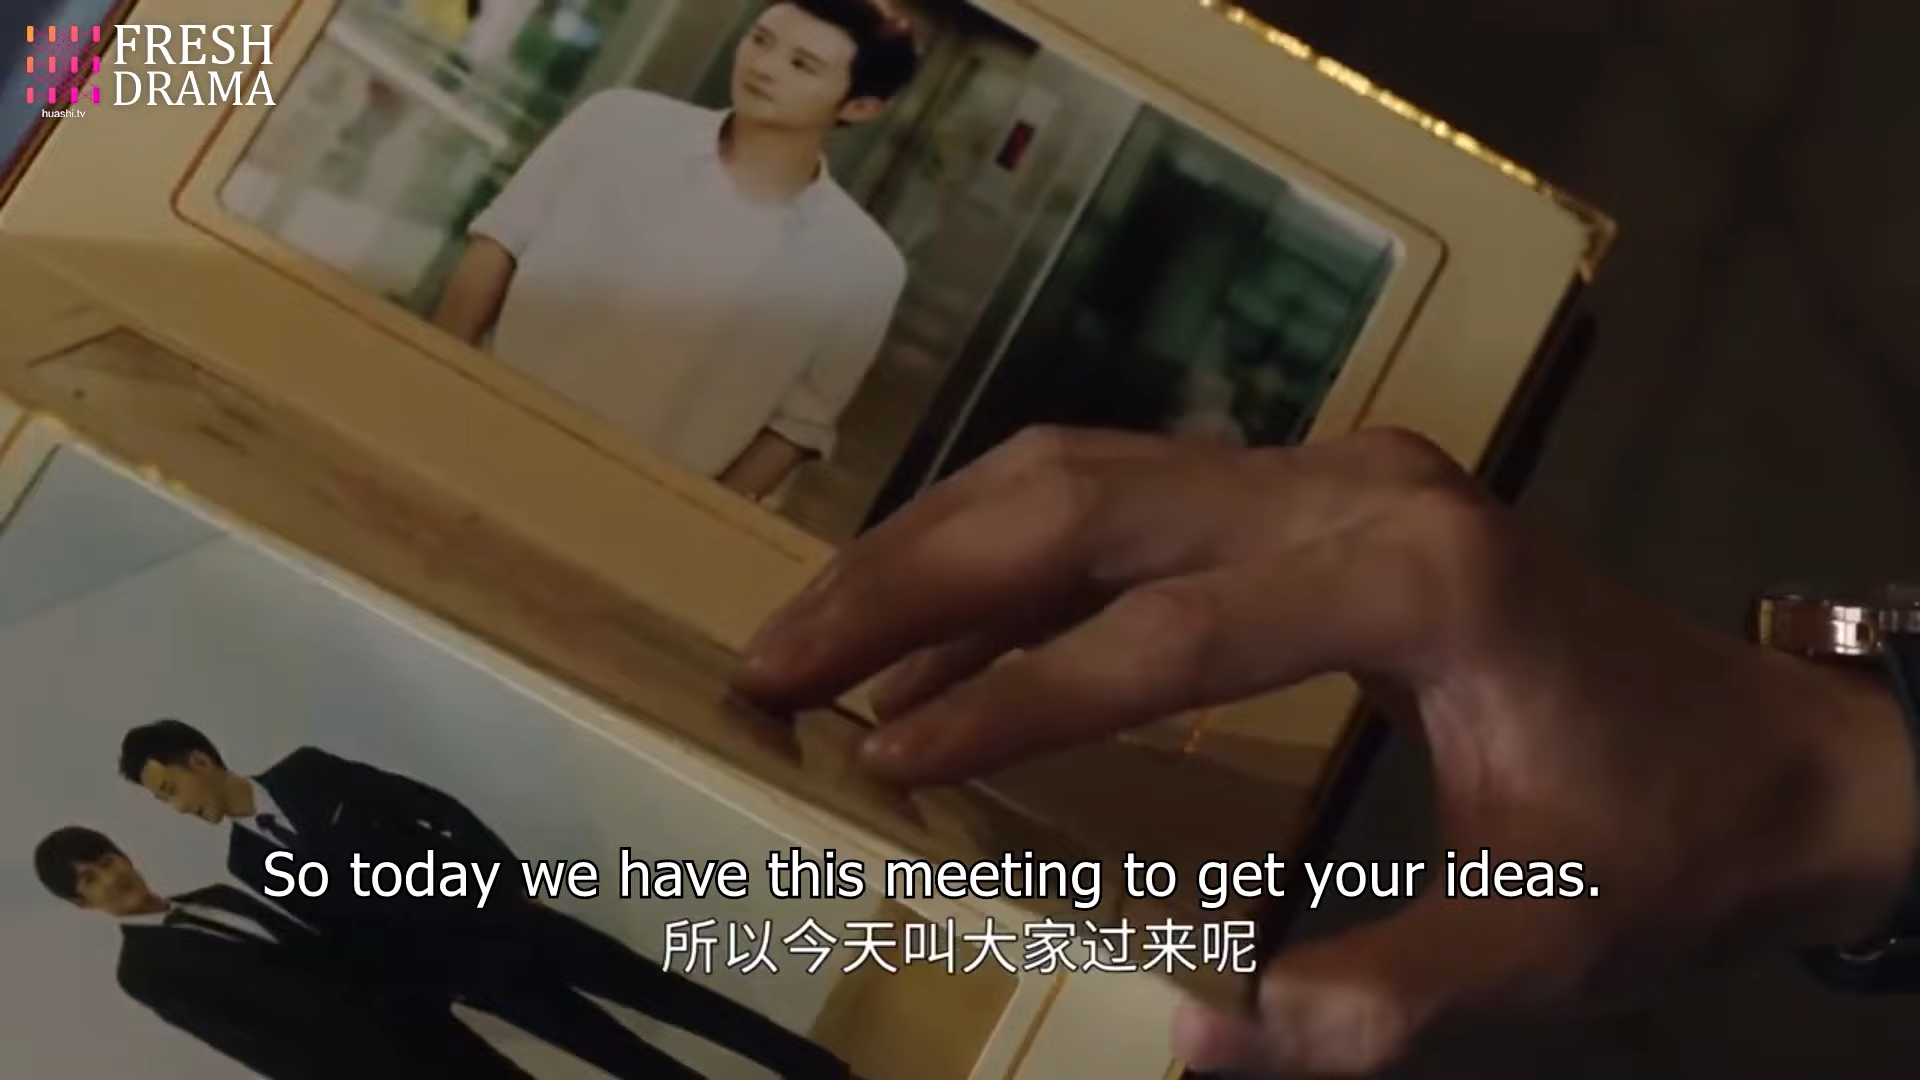 FRESH
DRAMA
huashi.tv
So today we have this meeting to get your ideas.
所以今天叫大家过来呢